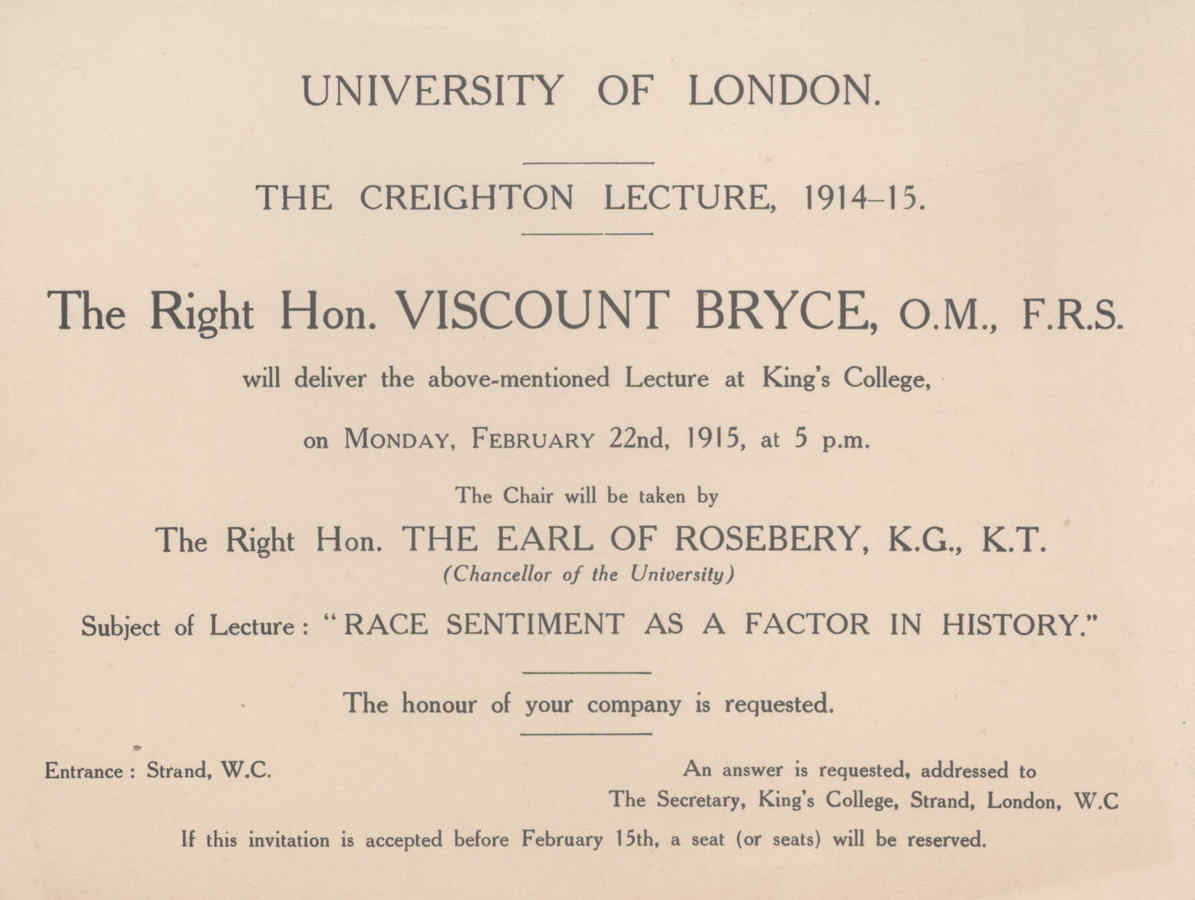 UNIVERSITY OF LONDON.
THE CREIGHTON LECTURE, 1914–15.
The Right Hon. VISCOUNT BRYCE, O.M., F.R.S.
will deliver the above-mentioned Lecture at King's College,
on MONDAY, FEBRUARY 22nd, 1915, at 5 p.m.
The Chair will be taken by
The Right Hon. THE EARL OF ROSEBERY, K.G., K.T.
(Chancellor of the University)
Subject of Lecture: “RACE SENTIMENT AS A FACTOR IN HISTORY.”
The honour of your company is requested.
Entrance: Strand, W.C.
An answer is requested, addressed to
The Secretary, King's College, Strand, London, W.C
If this invitation is accepted before February 15th, a seat (or seats) will be reserved.